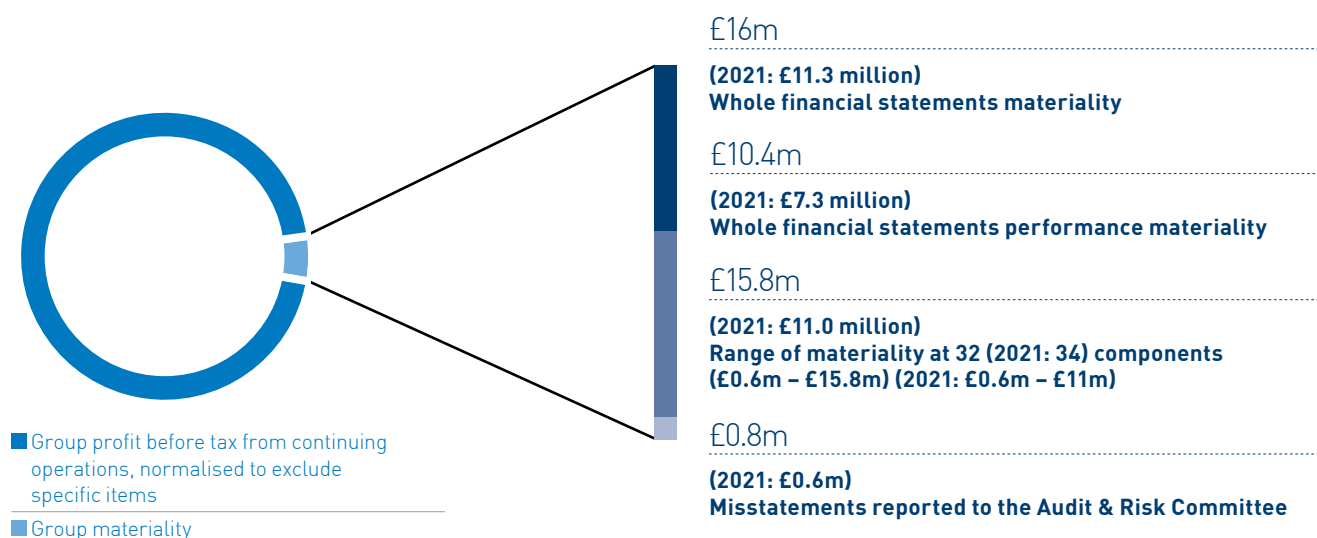 £16m
(2021: £11.3 million)
Whole financial statements materiality
£10.4m
(2021: £7.3 million)
Whole financial statements performance materiality
£15.8m
(2021: £11.0 million)
Range of materiality at 32 (2021: 34) components
(£0.6m – £15.8m) (2021: £0.6m – £11m)
£0.8m
(2021: £0.6m)
Misstatements reported to the Audit & Risk Committee
Group profit before tax from continuing
operations, normalised to exclude
specific items
Group materiality